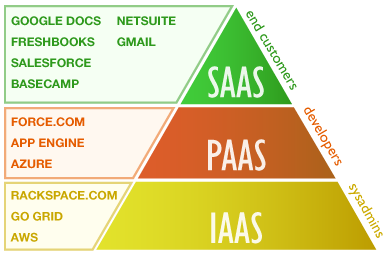 GOOGLE DOCS NETSUITE
FRESHBOOKS GMAIL
SALESFORCE
BASECAMP
SAAS
end customers
FORCE.COM
APP ENGINE
AZURE
PAAS
developers
RACKSPACE.COM
GO GRID
AWS
IAAS
sysadmins